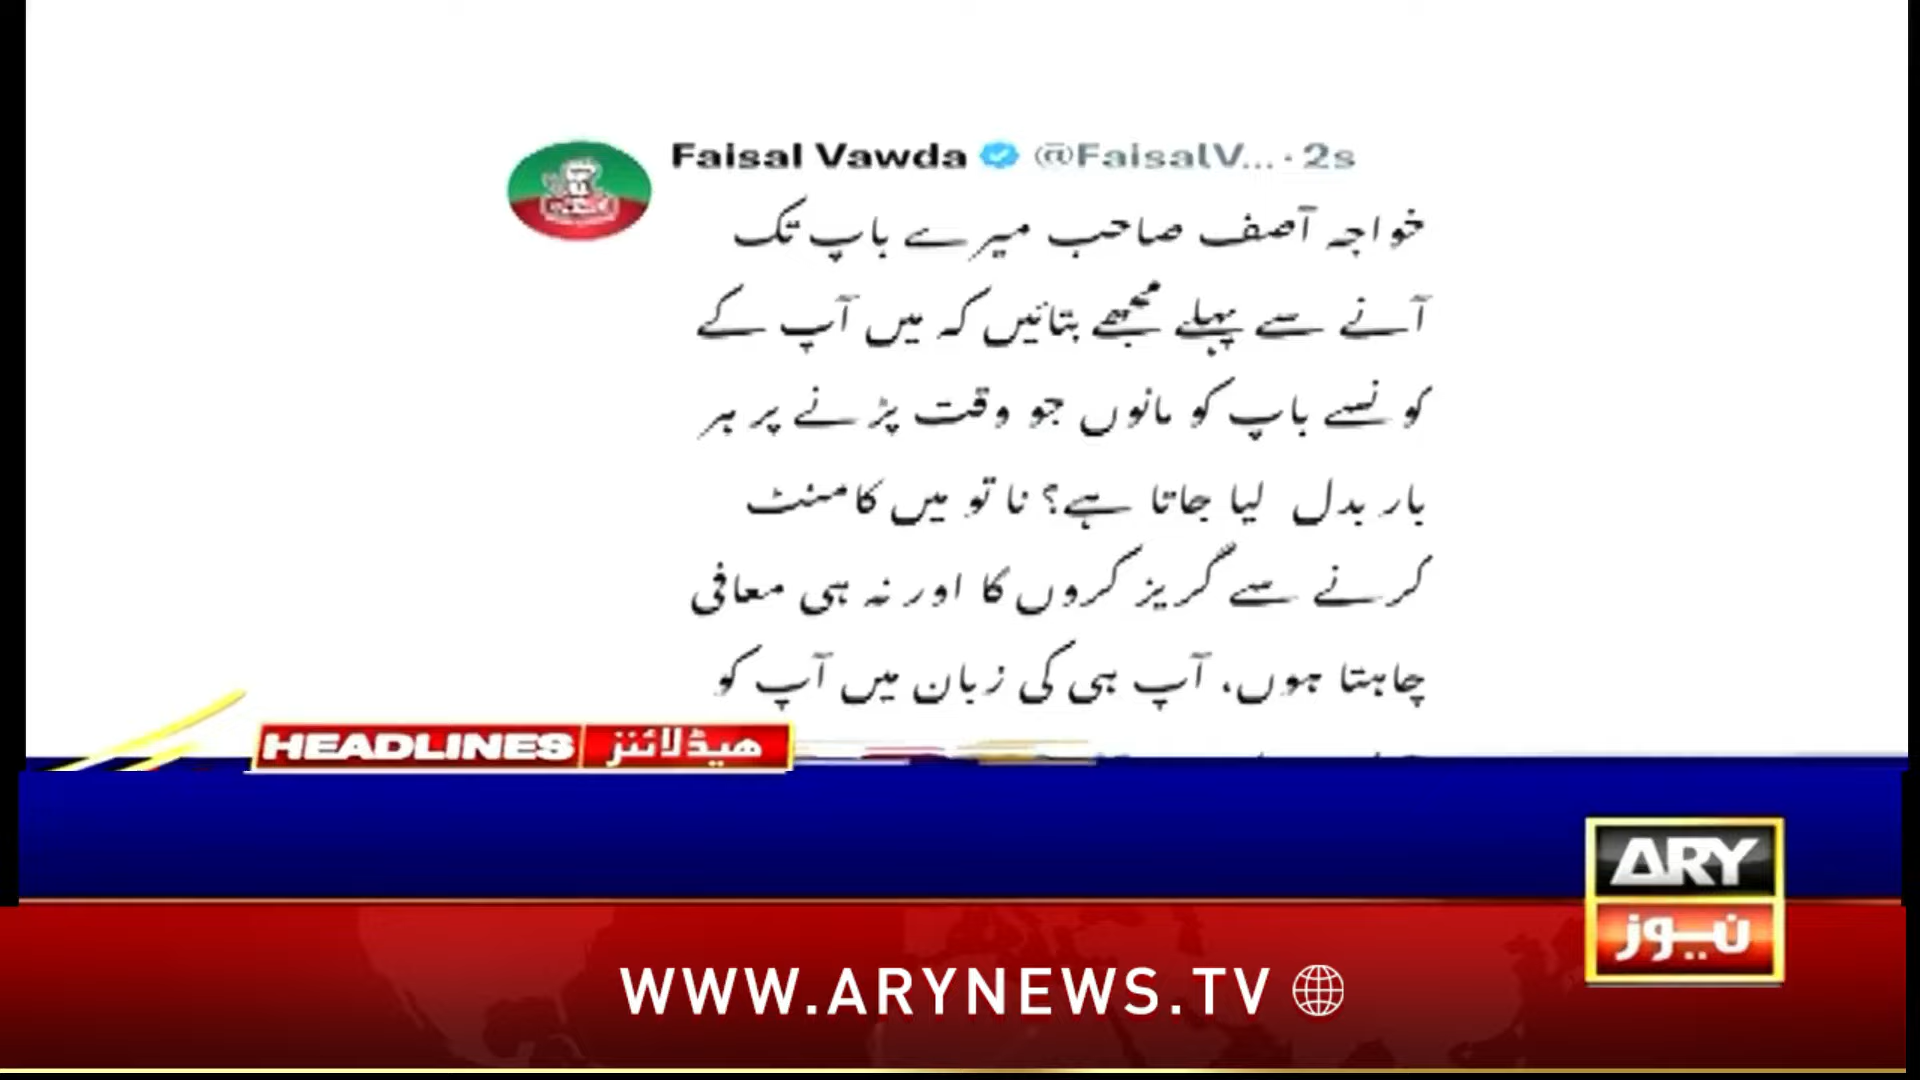 Faisal Vawda @FaisalV... · 2s
خواجہ آصف صاحب میرے باپ تک
آنے سے پہلے مجھے بتائیں کہ میں آپ کے
کونسے باپ کو مانوں جو وقت پڑنے پر ہر
بار بدل لیا جاتا ہے؟ نا تو میں کامنٹ
کرنے سے گریز کروں گا اور نہ ہی معافی
چاہتا ہوں، آپ ہی کی زبان میں آپ کو
HEADLINES ھیڈلائنز
ARY
نیوز
WWW.ARYNEWS.TV